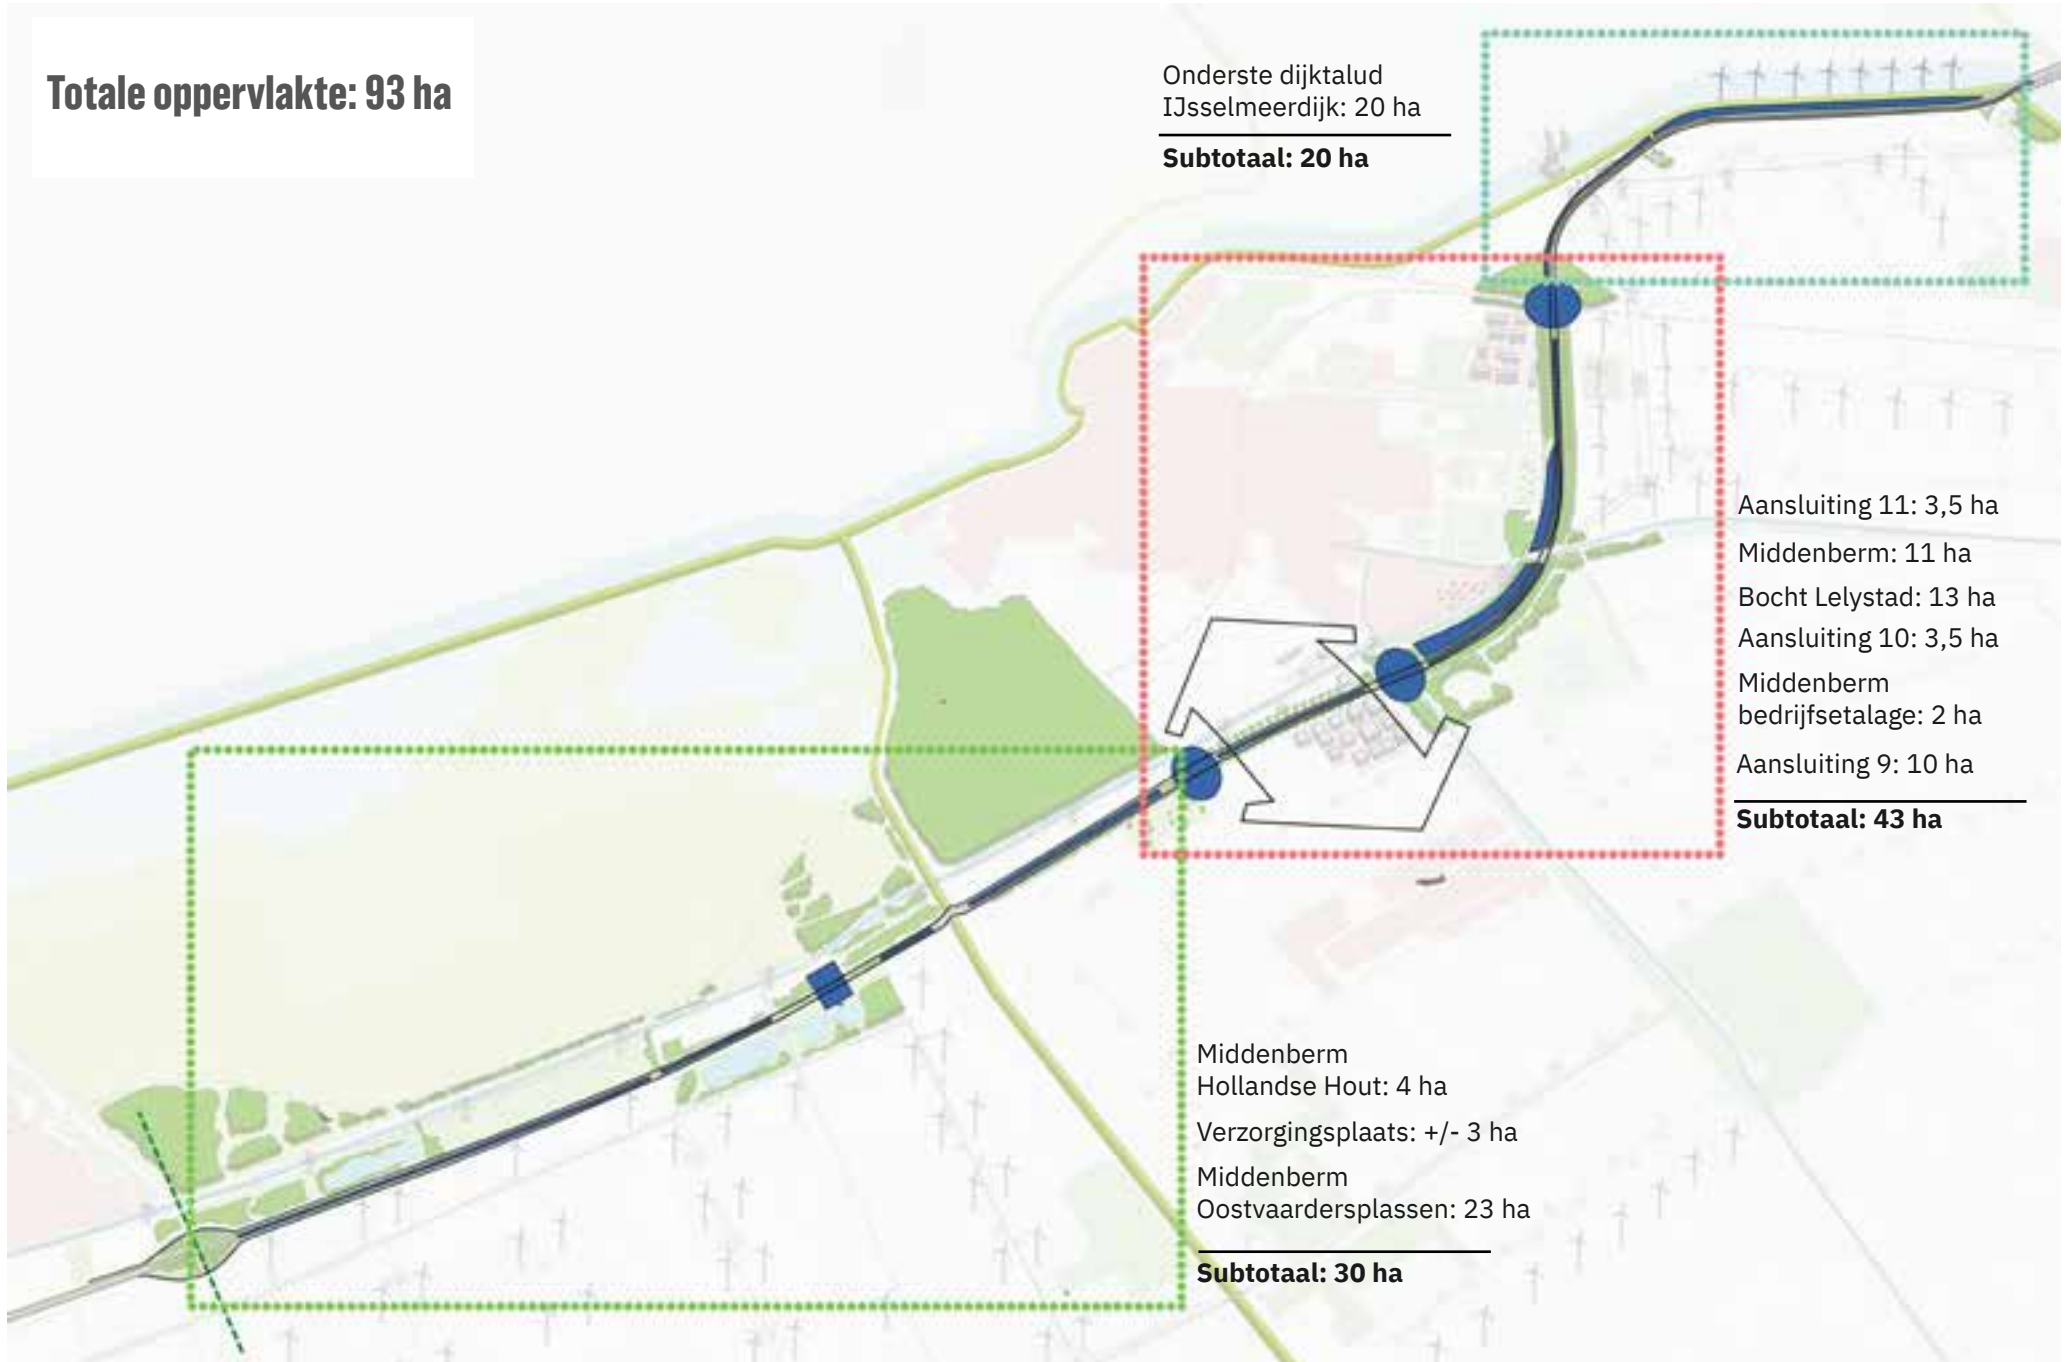 Totale oppervlakte: 93 ha
Onderste dijktalud
IJsselmeerdijk: 20 ha
Subtotaal: 20 ha
Aansluiting 11: 3,5 ha
Middenberm: 11 ha
Bocht Lelystad: 13 ha
Aansluiting 10: 3,5 ha
Middenberm
bedrijfsetalage: 2 ha
Aansluiting 9: 10 ha
Subtotaal: 43 ha
Middenberm
Hollandse Hout: 4 ha
Verzorgingsplaats: +/- 3 ha
Middenberm
Oostvaardersplassen: 23 ha
Subtotaal: 30 ha